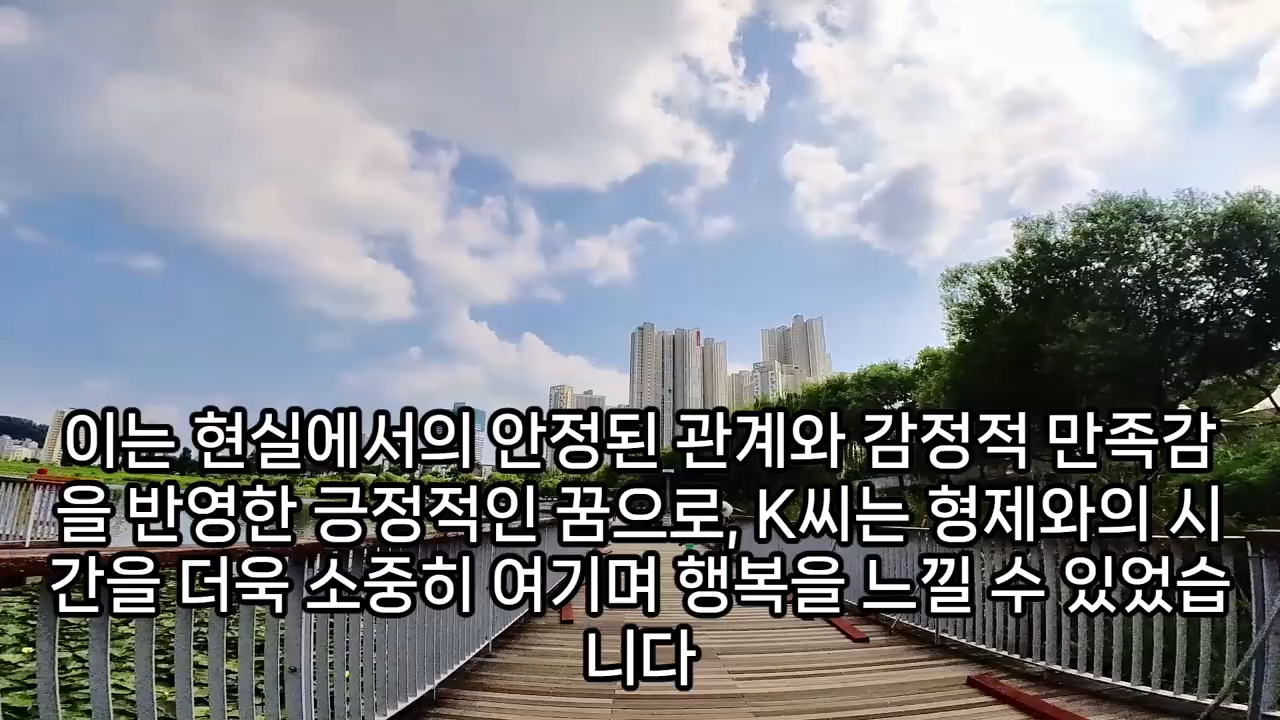 이는 현실에서의 안정된 관계와 감정적 만족감
을 반영한 긍정적인 꿈으로, K씨는 형제와의 시
간을 더욱 소중히 여기며 행복을 느낄 수 있었습
니다